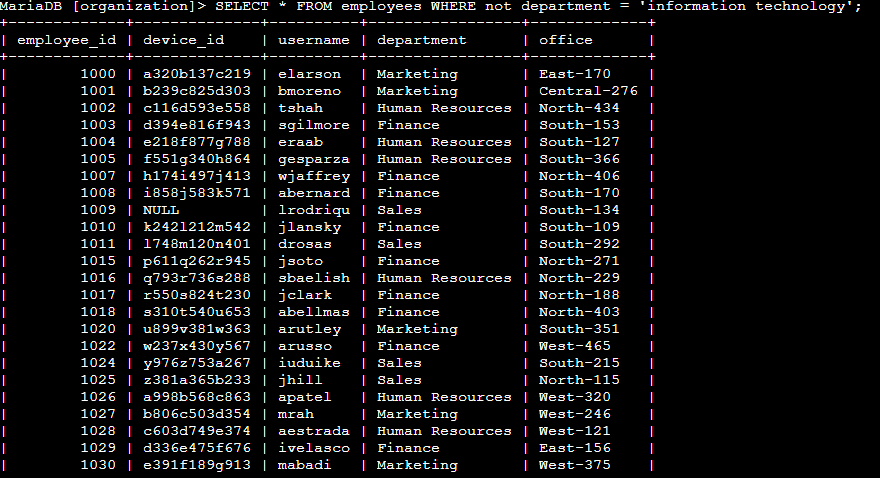 MariaDB [organization]> SELECT * FROM employees WHERE not department = 'information technology';
+-------------+--------------+----------+-----------------+-------------+
| employee_id | device_id    | username | department      | office      |
+-------------+--------------+----------+-----------------+-------------+
|        1000 | a320b137c219 | elarson  | Marketing       | East-170    |
|        1001 | b239c825d303 | bmoreno  | Marketing       | Central-276 |
|        1002 | c116d593e558 | tshah    | Human Resources | North-434   |
|        1003 | d394e816f943 | sgilmore | Finance         | South-153   |
|        1004 | e218f877g788 | eraab    | Human Resources | South-127   |
|        1005 | f551g340h864 | gesparza | Human Resources | South-366   |
|        1007 | h174i497j413 | wjaffrey | Finance         | North-406   |
|        1008 | i858j583k571 | abernard | Finance         | South-170   |
|        1009 | NULL         | lrodriqu | Sales           | South-134   |
|        1010 | k242l212m542 | jlansky  | Finance         | South-109   |
|        1011 | l748m120n401 | drosas   | Sales           | South-292   |
|        1015 | p611q262r945 | jsoto    | Finance         | North-271   |
|        1016 | q793r736s288 | sbaelish | Human Resources | North-229   |
|        1017 | r550s824t230 | jclark   | Finance         | North-188   |
|        1018 | s310t540u653 | abellmas | Finance         | North-403   |
|        1020 | u899v381w363 | arutley  | Marketing       | South-351   |
|        1022 | w237x430y567 | arusso   | Finance         | West-465    |
|        1024 | y976z753a267 | iuduike  | Sales           | South-215   |
|        1025 | z381a365b233 | jhill    | Sales           | North-115   |
|        1026 | a998b568c863 | apatel   | Human Resources | West-320    |
|        1027 | b806c503d354 | mrah     | Marketing       | West-246    |
|        1028 | c603d749e374 | aestrada | Human Resources | West-121    |
|        1029 | d336e475f676 | ivelasco | Finance         | East-156    |
|        1030 | e391f189g913 | mabadi   | Marketing       | West-375    |